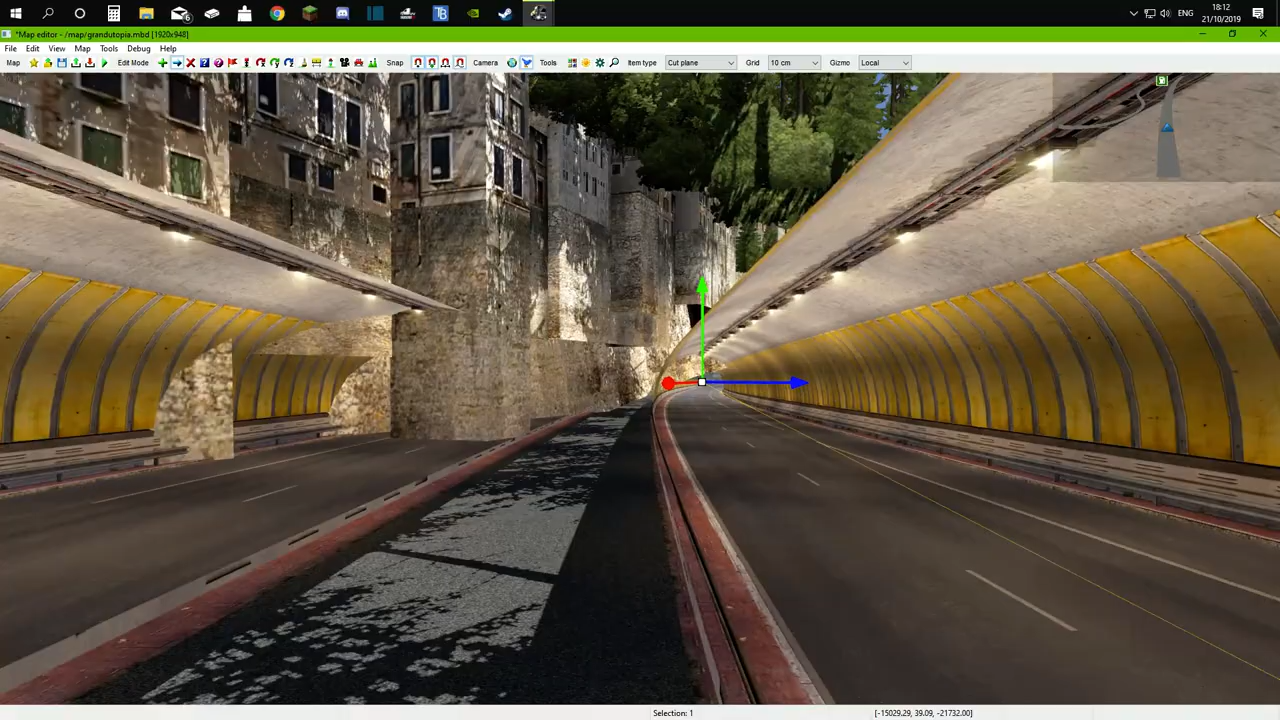 6
TB
ENG
18:12
21/10/2019
*Map editor - /map/grandutopia.mbd [1920x948]
File Edit View Map Tools Debug Help
Map Edit Mode Snap Camera Tools Item type Cut plane Grid 10 cm Gizmo Local
Selection: 1
[-15029.29, 39.09, -21732.00]